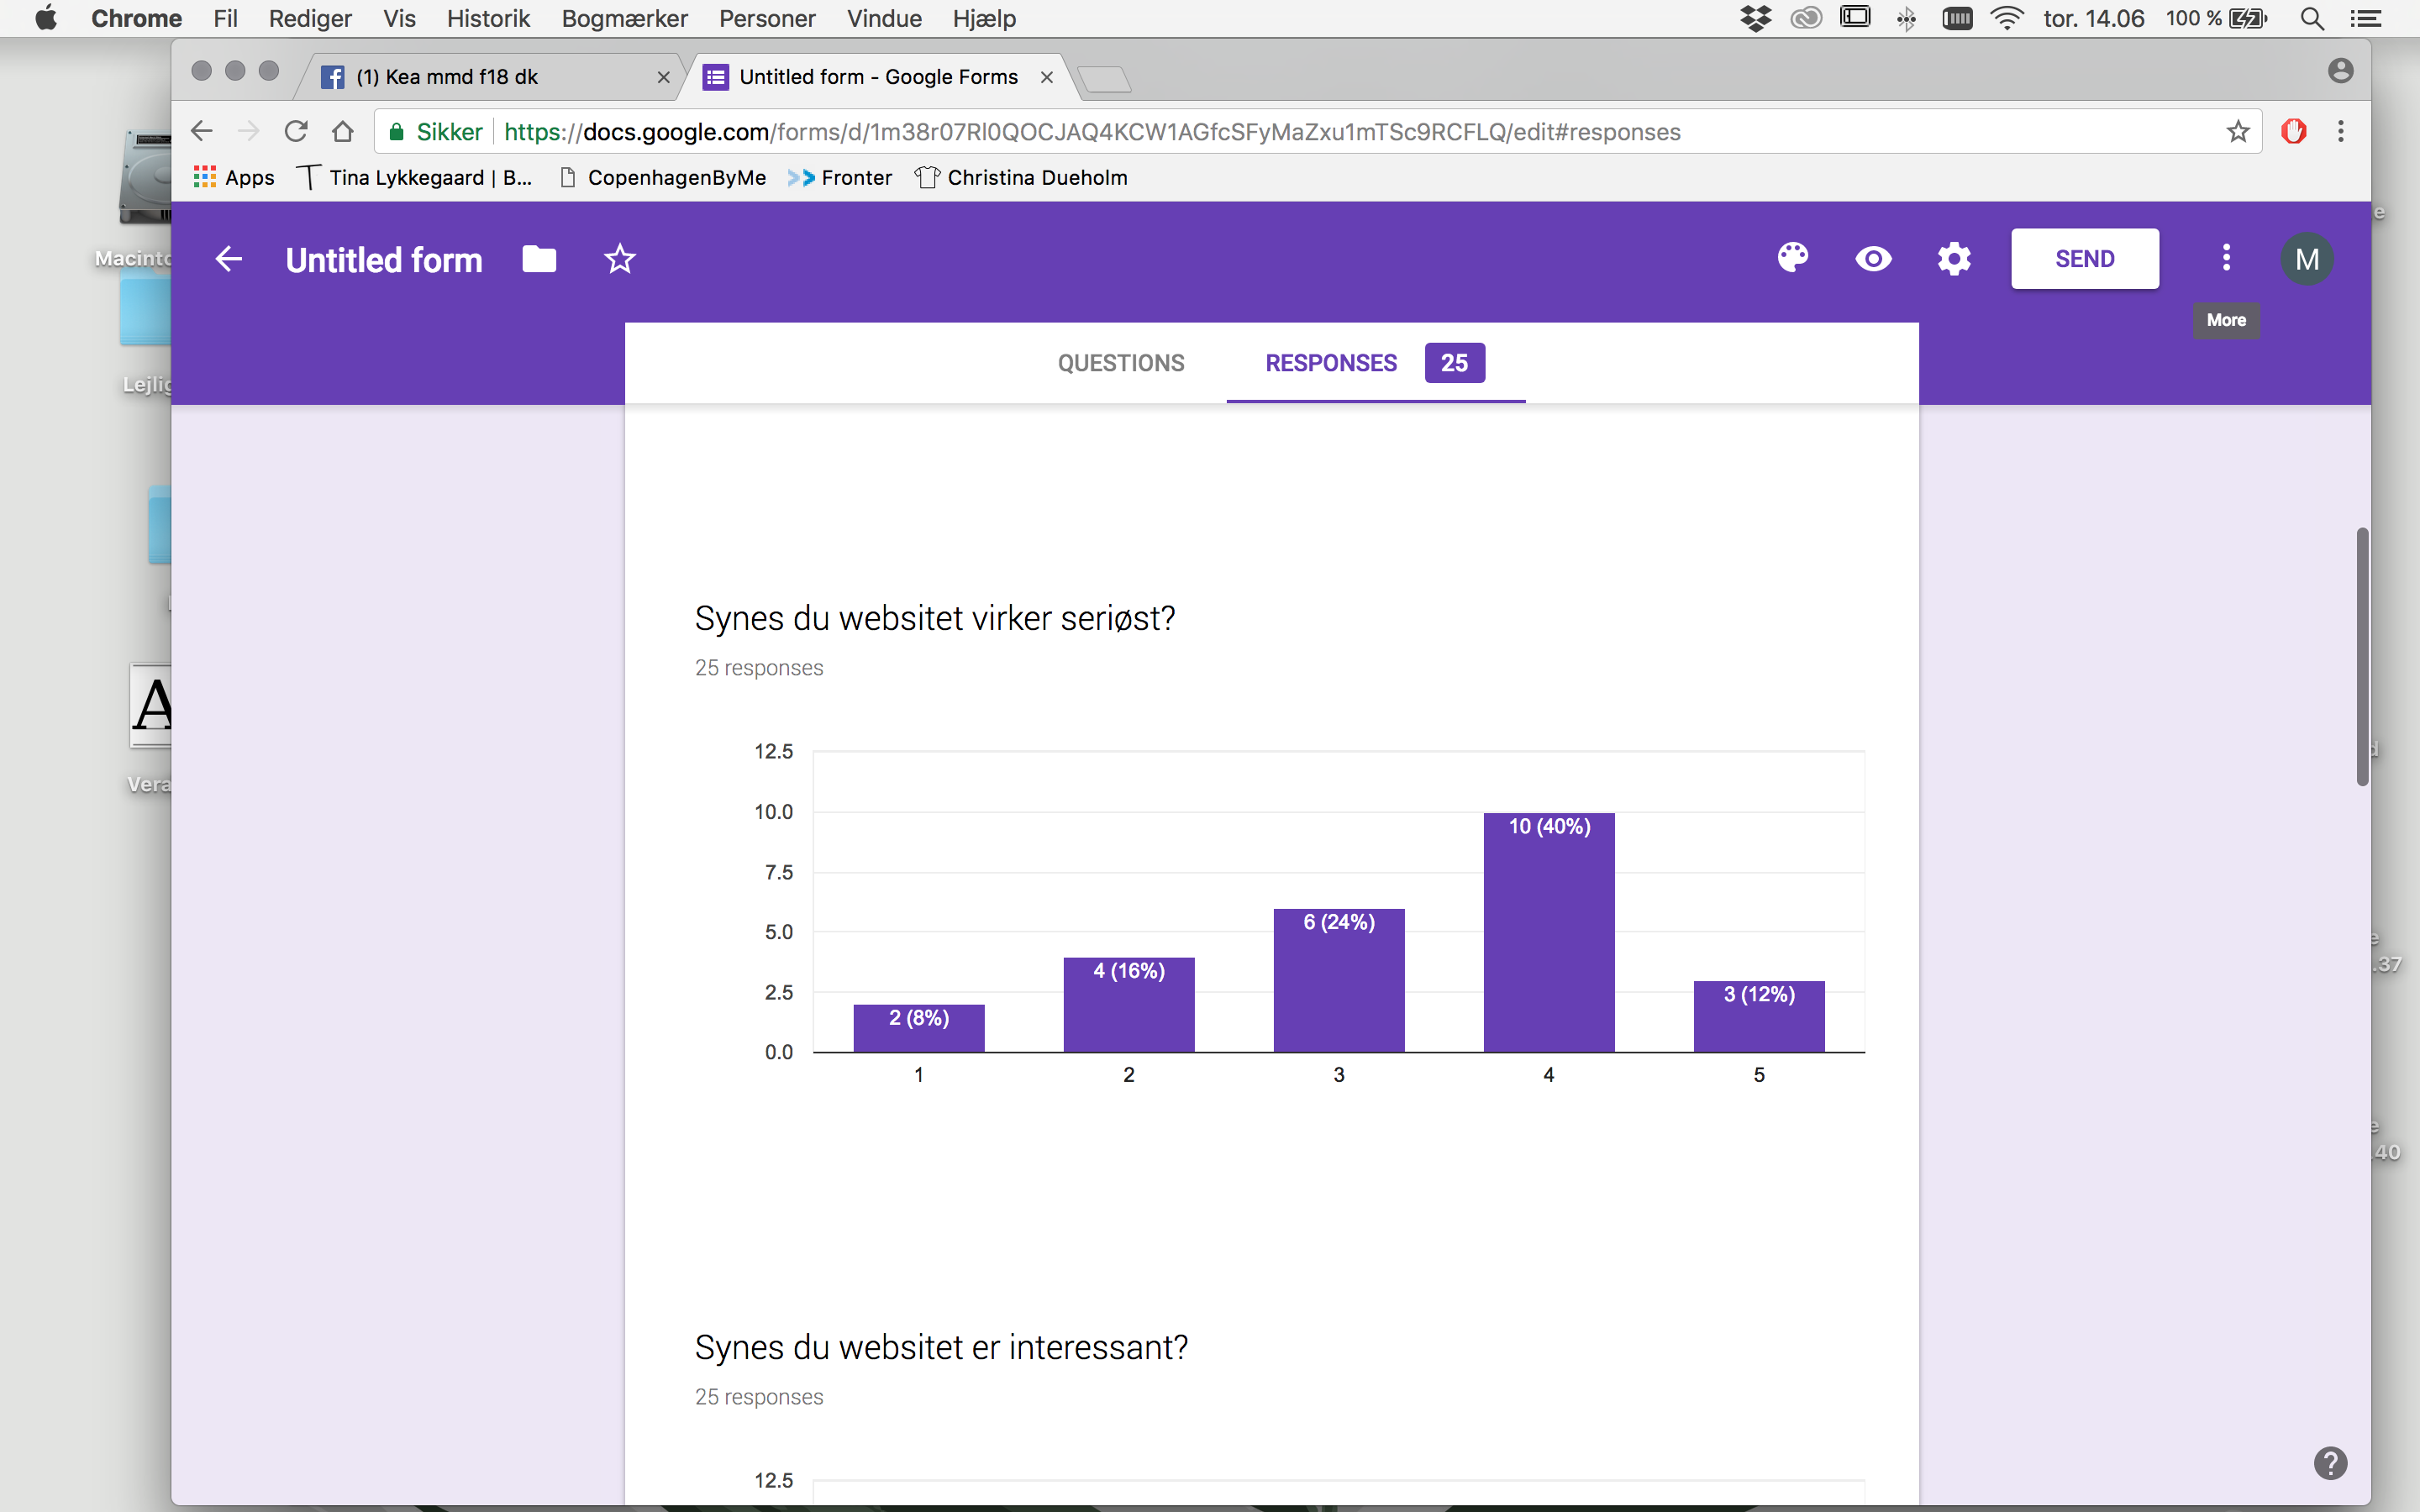 Chrome Fil Rediger Vis Historik Bogmærker Personer Vindue Hjælp tor. 14.06 100 %
(1) Kea mmd f18 dk Untitled form - Google Forms
Sikker https://docs.google.com/forms/d/1m38r07Rl0QOCJAQ4KCW1AGfcSFyMaZxu1mTSc9RCFLQ/edit#responses
Apps Tina Lykkegaard | B... CopenhagenByMe Fronter Christina Dueholm
Untitled form SEND M
More
QUESTIONS RESPONSES 25
Synes du websitet virker seriøst?
25 responses
12.5
10.0
7.5
5.0
2.5
0.0
2 (8%)
4 (16%)
6 (24%)
10 (40%)
3 (12%)
1 2 3 4 5
Synes du websitet er interessant?
25 responses
12.5
A
.37
.40